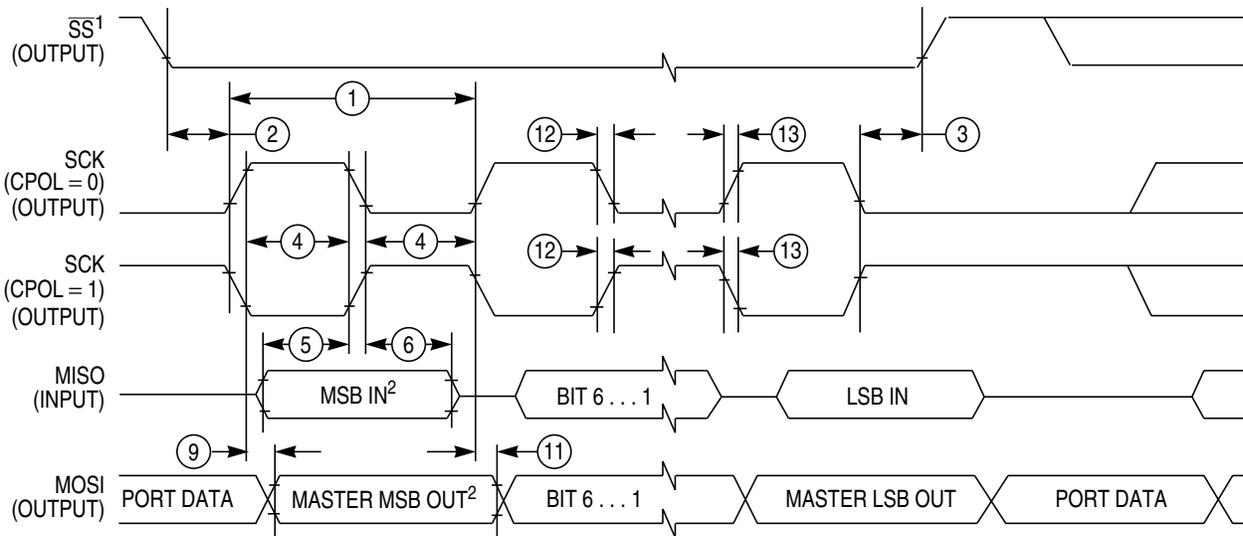 SS¹
(OUTPUT)
1
2
12
13
3
SCK
(CPOL = 0)
(OUTPUT)
4
4
SCK
(CPOL = 1)
(OUTPUT)
12
13
5
6
MISO
(INPUT)
MSB IN²
BIT 6 . . . 1
LSB IN
9
11
MOSI
(OUTPUT)
PORT DATA
MASTER MSB OUT²
BIT 6 . . . 1
MASTER LSB OUT
PORT DATA